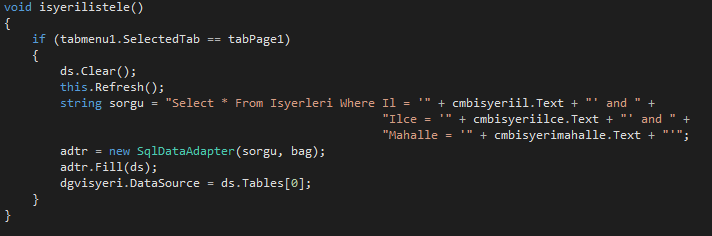 void isyerilistele()
{
if (tabmenu1.SelectedTab == tabPage1)
{
ds.Clear();
this.Refresh();
string sorgu = "Select * From Isyerleri Where Il = '" + cmbisyeriil.Text + "' and " +
"Ilce = '" + cmbisyeriilce.Text + "' and " +
"Mahalle = '" + cmbisyerimahalle.Text + "'";
adtr = new SqlDataAdapter(sorgu, bag);
adtr.Fill(ds);
dgvisyeri.DataSource = ds.Tables[0];
}
}